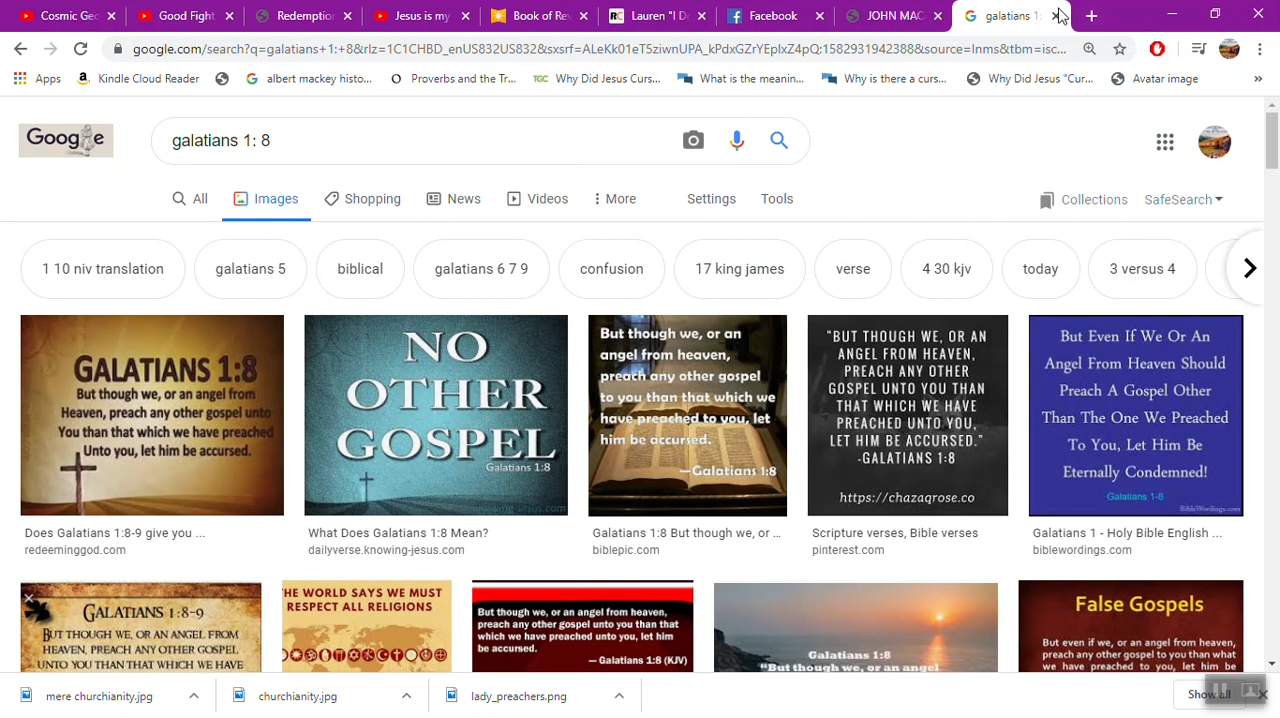 Cosmic Ge
Good Fight
Redemption
Jesus is my
Book of Rev
Lauren "I D
Facebook
JOHN MAC
galatians 1:
google.com/search?q=galatians+1:+8&rlz=1C1CHBD_enUS832US832&sxsrf=ALeKk01eT5ziwnUPA_kPdxGZrYEplxZ4pQ:1582931942388&source=lnms&tbm=isc...
Apps
Kindle Cloud Reader
albert mackey histo...
Proverbs and the Tr...
TGC Why Did Jesus Curs...
What is the meanin...
Why is there a curs...
Why Did Jesus "Cur...
Avatar image
»
Google
galatians 1: 8
All
Images
Shopping
News
Videos
More
Settings
Tools
Collections
SafeSearch
1 10 niv translation
galatians 5
biblical
galatians 6 7 9
confusion
17 king james
verse
4 30 kjv
today
3 versus 4
GALATIANS 1:8
But though we, or an angel from
Heaven, preach any other gospel unto
You than that which we have preached
Unto you, let him be accursed.
NO
OTHER
GOSPEL
Galatians 1:8
But though we, or an
angel from heaven,
preach any other gospel
to you than that which we
have preached to you, let
him be accursed.
—Galatians 1:8
"BUT THOUGH WE, OR AN
ANGEL FROM HEAVEN,
PREACH ANY OTHER
GOSPEL UNTO YOU THAN
THAT WHICH WE HAVE
PREACHED UNTO YOU,
LET HIM BE ACCURSED."
-GALATIANS 1:8
https://chazaqrose.co
But Even If We Or An
Angel From Heaven Should
Preach A Gospel Other
Than The One We Preached
To You, Let Him Be
Eternally Condemned!
Galatians 1-8
BibleWordings.com
Does Galatians 1:8-9 give you ...
redeeminggod.com
What Does Galatians 1:8 Mean?
dailyverse.knowing-jesus.com
Galatians 1:8 But though we, or ...
biblepic.com
Scripture verses, Bible verses
pinterest.com
Galatians 1 - Holy Bible English ...
biblewordings.com
GALATIANS 1:8-9
BUT THOUGH WE, OR AN ANGEL FROM
HEAVEN, PREACH ANY OTHER GOSPEL
UNTO YOU THAN THAT WHICH WE HAVE
THE WORLD SAYS WE MUST
RESPECT ALL RELIGIONS
But though we, or an angel from heaven,
preach any other gospel unto you than that
which we have preached unto you, let him
be accursed.
— Galatians 1:8 (KJV)
Galatians 1:8
"But though we, or an angel
False Gospels
But even if we, or an angel from heaven,
preach any other gospel to you than what
we have preached to you, let him be
mere churchianity.jpg
churchianity.jpg
lady_preachers.png
Show all